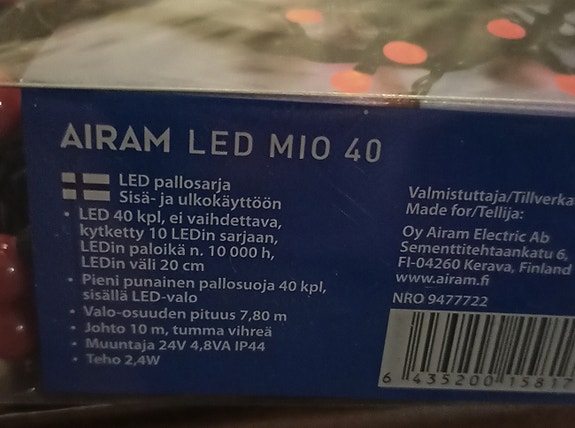 AIRAM LED MIO 40
LED pallosarja
Sisä- ja ulkokäyttöön
• LED 40 kpl, ei vaihdettava,
kytketty 10 LEDin sarjaan,
LEDin paloikä n. 10 000 h,
LEDin väli 20 cm
• Pieni punainen pallosuoja 40 kpl,
sisällä LED-valo
• Valo-osuuden pituus 7,80 m
• Johto 10 m, tumma vihreä
• Muuntaja 24V 4,8VA IP44
• Teho 2,4W
Valmistuttaja/Tillverka
Made for/Tellija:
Oy Airam Electric Ab
Sementtitehtaankatu 6,
FI-04260 Kerava, Finland
www.airam.fi
NRO 9477722
6 435200 15817